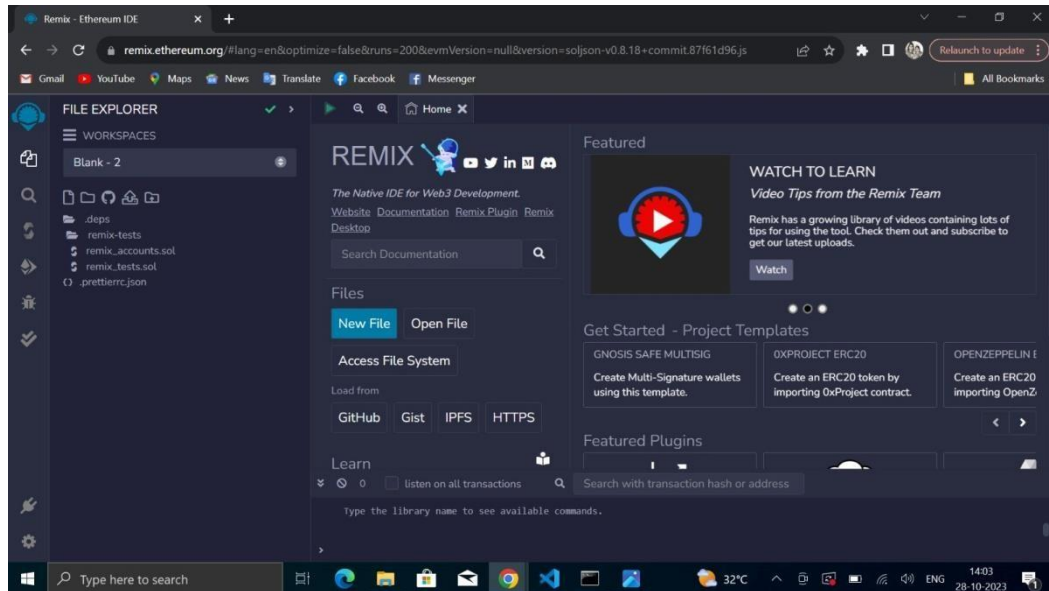 Remix - Ethereum IDE
remix.ethereum.org/#lang=en&optimize=false&runs=200&evmVersion=null&version=soljson-v0.8.18+commit.87f61d96.js
Relaunch to update
Gmail YouTube Maps News Translate Facebook Messenger All Bookmarks
FILE EXPLORER
WORKSPACES
Blank - 2
.deps
remix-tests
remix_accounts.sol
remix_tests.sol
.prettierrc.json
Home
REMIX
The Native IDE for Web3 Development.
Website Documentation Remix Plugin Remix
Desktop
Search Documentation
Files
New File Open File
Access File System
Load from
GitHub Gist IPFS HTTPS
Learn
Featured
WATCH TO LEARN
Video Tips from the Remix Team
Remix has a growing library of videos containing lots of
tips for using the tool. Check them out and subscribe to
get our latest uploads.
Watch
Get Started - Project Templates
GNOSIS SAFE MULTISIG
Create Multi-Signature wallets
using this template.
0XPROJECT ERC20
Create an ERC20 token by
importing 0xProject contract.
OPENZEPPELIN E
Create an ERC20
importing OpenZ
Featured Plugins
0 listen on all transactions Search with transaction hash or address
Type the library name to see available commands.
>
Type here to search
32°C
ENG
14:03
28-10-2023